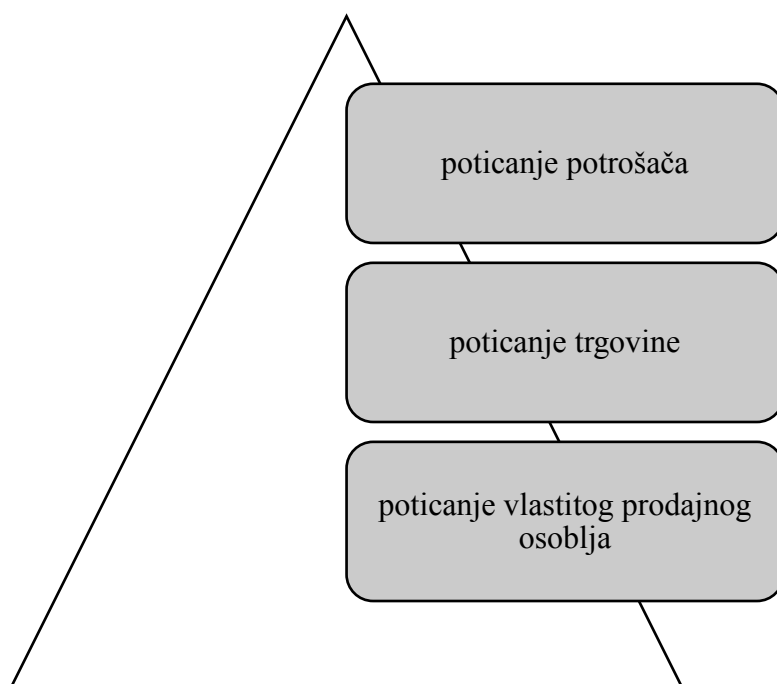 poticanje potrošača
poticanje trgovine
poticanje vlastitog prodajnog
osoblja